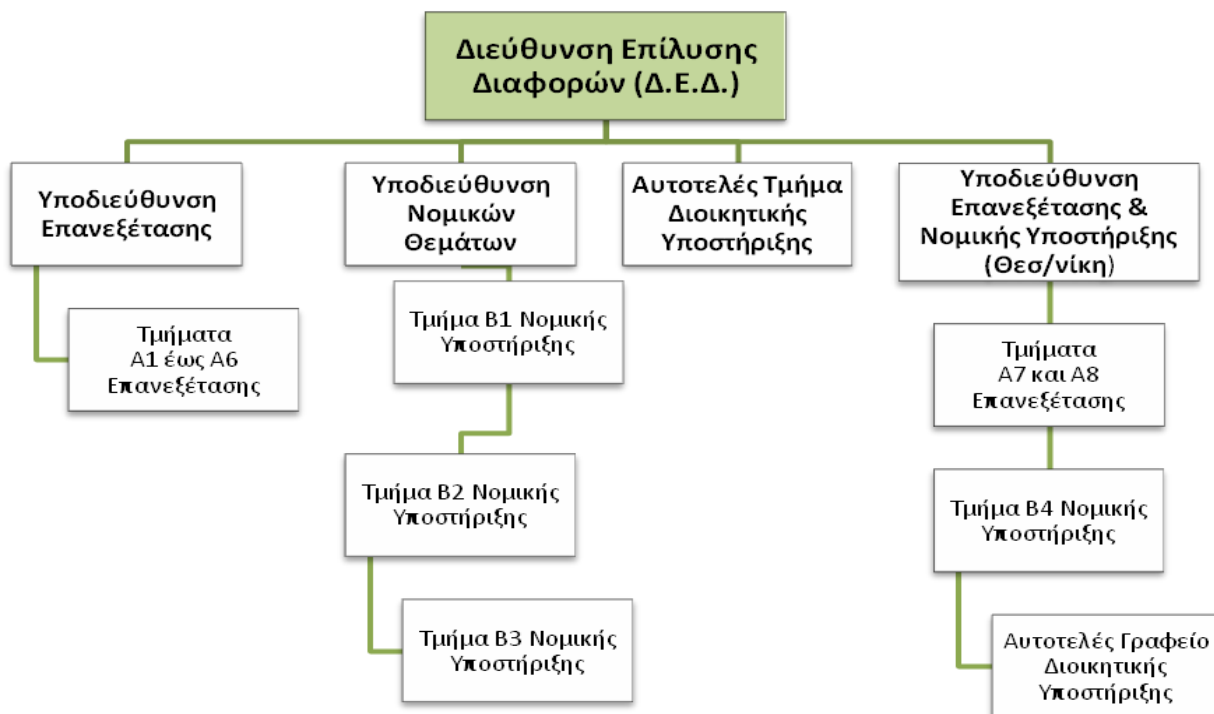 Διεύθυνση Επίλυσης
Διαφορών (Δ.Ε.Δ.)
Υποδιεύθυνση
Επανεξέτασης
Τμήματα
Α1 έως Α6
Επανεξέτασης
Υποδιεύθυνση
Νομικών
Θεμάτων
Τμήμα Β1 Νομικής
Υποστήριξης
Τμήμα Β2 Νομικής
Υποστήριξης
Τμήμα Β3 Νομικής
Υποστήριξης
Αυτοτελές Τμήμα
Διοικητικής
Υποστήριξης
Υποδιεύθυνση
Επανεξέτασης &
Νομικής Υποστήριξης
(Θεσ/νίκη)
Τμήματα
Α7 και Α8
Επανεξέτασης
Τμήμα Β4 Νομικής
Υποστήριξης
Αυτοτελές Γραφείο
Διοικητικής
Υποστήριξης